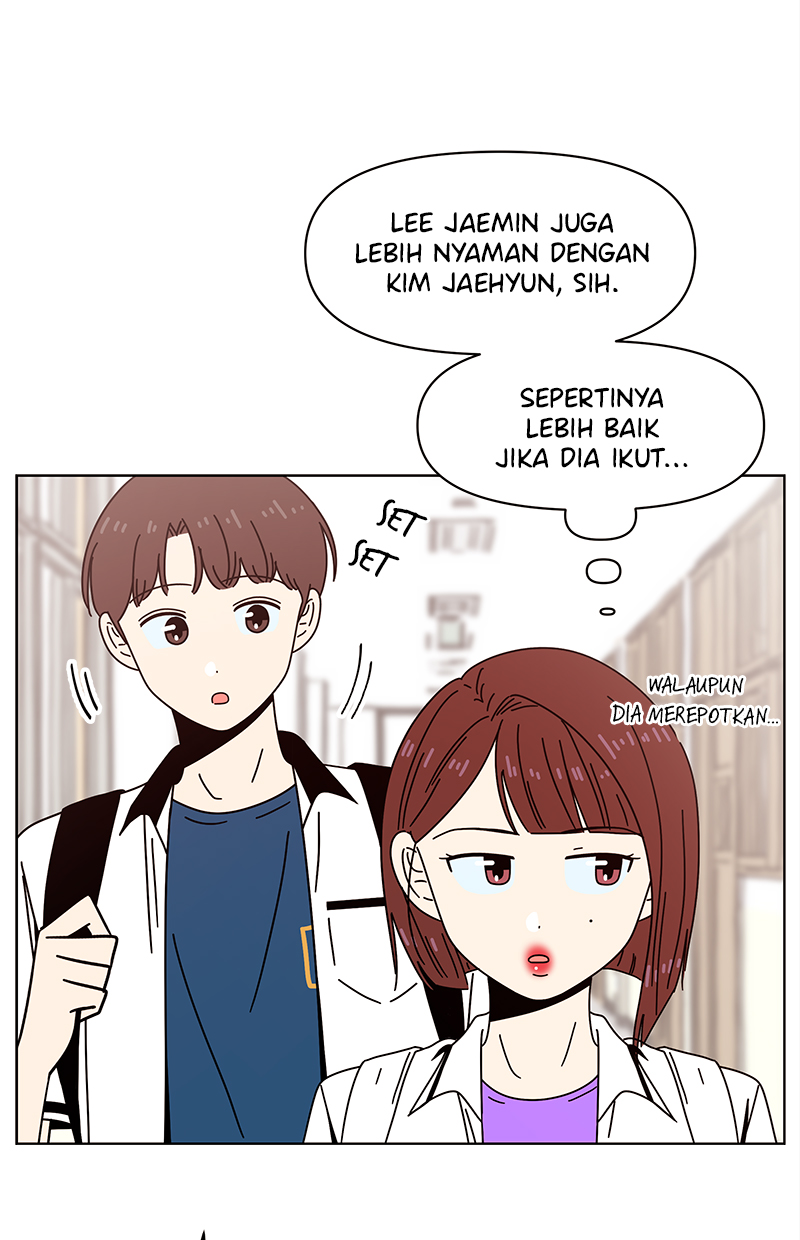 LEE JAEMIN JUGA
LEBIH NYAMAN DENGAN
KIM JAEHYUN, SIH.
SEPERTINYA
LEBIH BAIK
JIKA DIA IKUT...
SET
SET
WALAUPUN
DIA MEREPOTKAN...